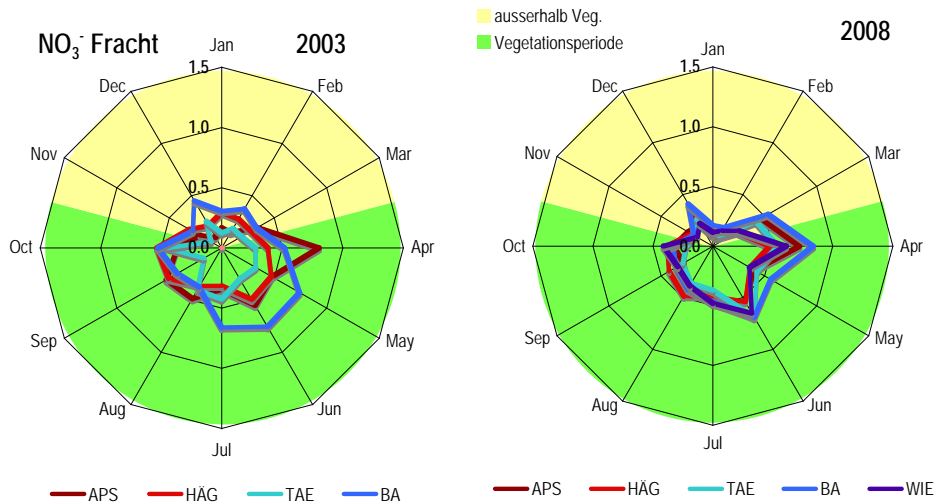 NO₃⁻ Fracht 2003
Jan
Feb
Mar
Apr
May
Jun
Jul
Aug
Sep
Oct
Nov
Dec
1.5
1.0
0.5
0.0
APS HÄG TAE BA
ausserhalb Veg.
Vegetationsperiode
2008
Jan
Feb
Mar
Apr
May
Jun
Jul
Aug
Sep
Oct
Nov
Dec
1.5
1.0
0.5
0.0
APS HÄG TAE BA WIE